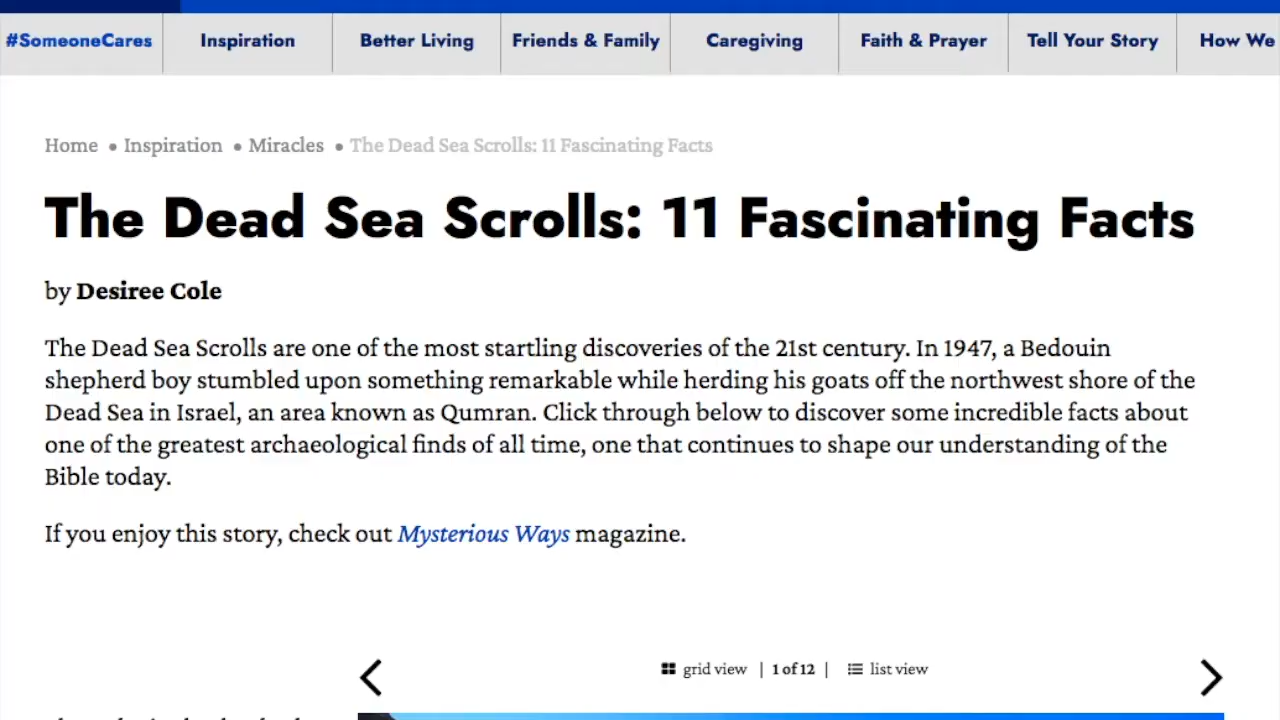 #SomeoneCares Inspiration Better Living Friends & Family Caregiving Faith & Prayer Tell Your Story How We
Home • Inspiration • Miracles • The Dead Sea Scrolls: 11 Fascinating Facts
The Dead Sea Scrolls: 11 Fascinating Facts
by Desiree Cole
The Dead Sea Scrolls are one of the most startling discoveries of the 21st century. In 1947, a Bedouin
shepherd boy stumbled upon something remarkable while herding his goats off the northwest shore of the
Dead Sea in Israel, an area known as Qumran. Click through below to discover some incredible facts about
one of the greatest archaeological finds of all time, one that continues to shape our understanding of the
Bible today.
If you enjoy this story, check out Mysterious Ways magazine.
grid view | 1 of 12 | list view